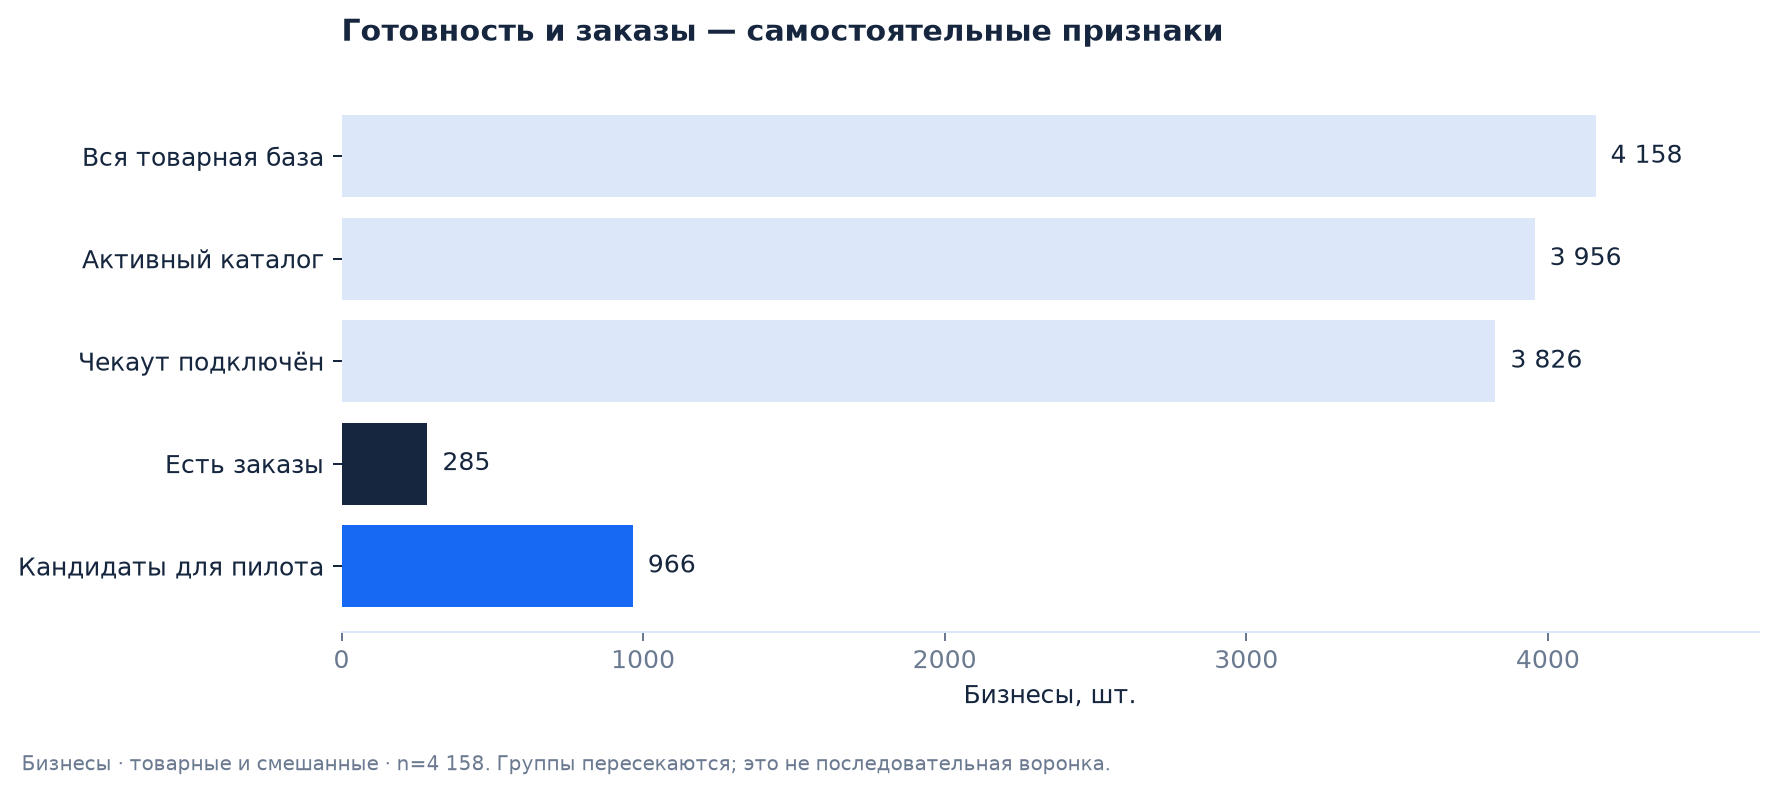 Готовность и заказы — самостоятельные признаки
Вся товарная база
4 158
Активный каталог
3 956
Чекаут подключён
3 826
Есть заказы
285
Кандидаты для пилота
966
0 1000 2000 3000 4000
Бизнесы, шт.
Бизнесы · товарные и смешанные · n=4 158. Группы пересекаются; это не последовательная воронка.